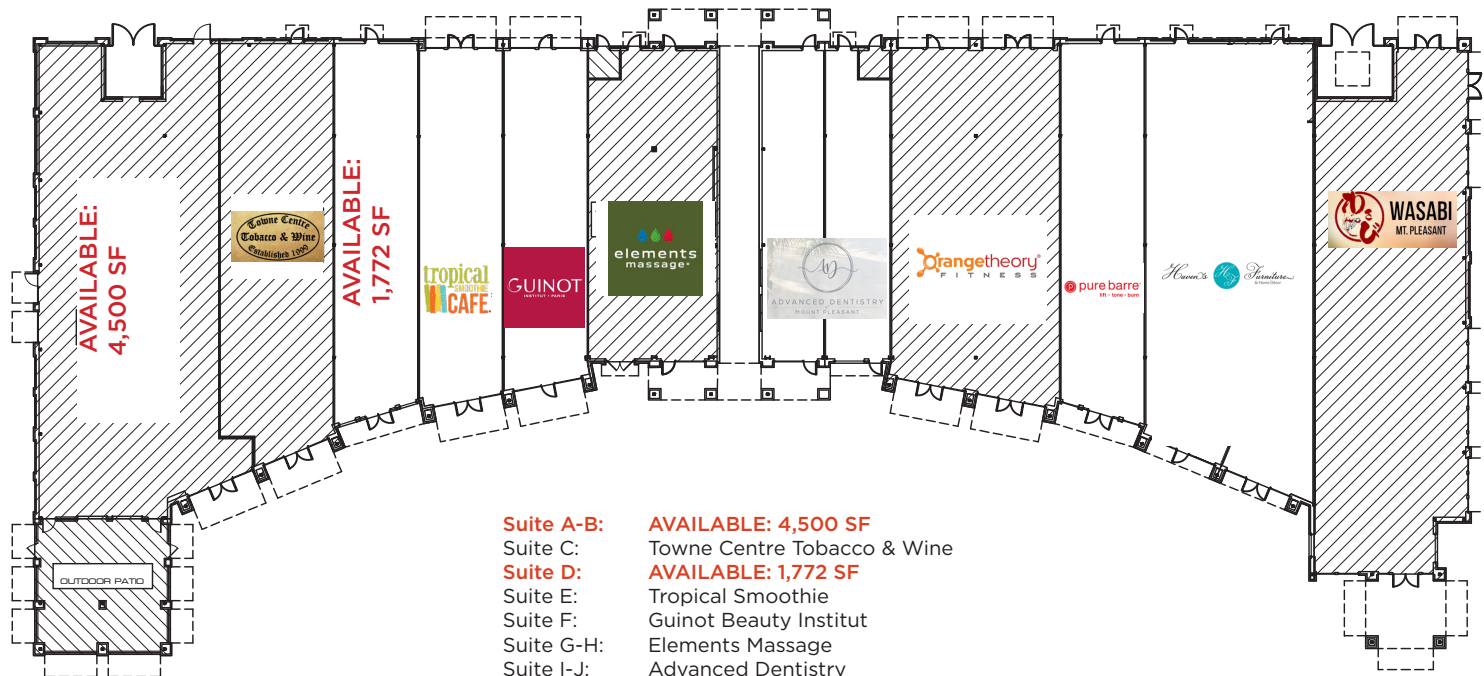 AVAILABLE:
4,500 SF
Towne Centre
Tobacco & Wine
Established 1999
AVAILABLE:
1,772 SF
tropical
SMOOTHIE
CAFE
GUINOT
INSTITUT • PARIS
elements
massage
ADVANCED DENTISTRY
MOUNT PLEASANT
Orangetheory®
FITNESS
pure barre
lift • tone • burn
Haven's HF Furniture
& Home Décor
WASABI
MT. PLEASANT
OUTDOOR PATIO
Suite A-B: AVAILABLE: 4,500 SF
Suite C: Towne Centre Tobacco & Wine
Suite D: AVAILABLE: 1,772 SF
Suite E: Tropical Smoothie
Suite F: Guinot Beauty Institut
Suite G-H: Elements Massage
Suite I-J: Advanced Dentistry